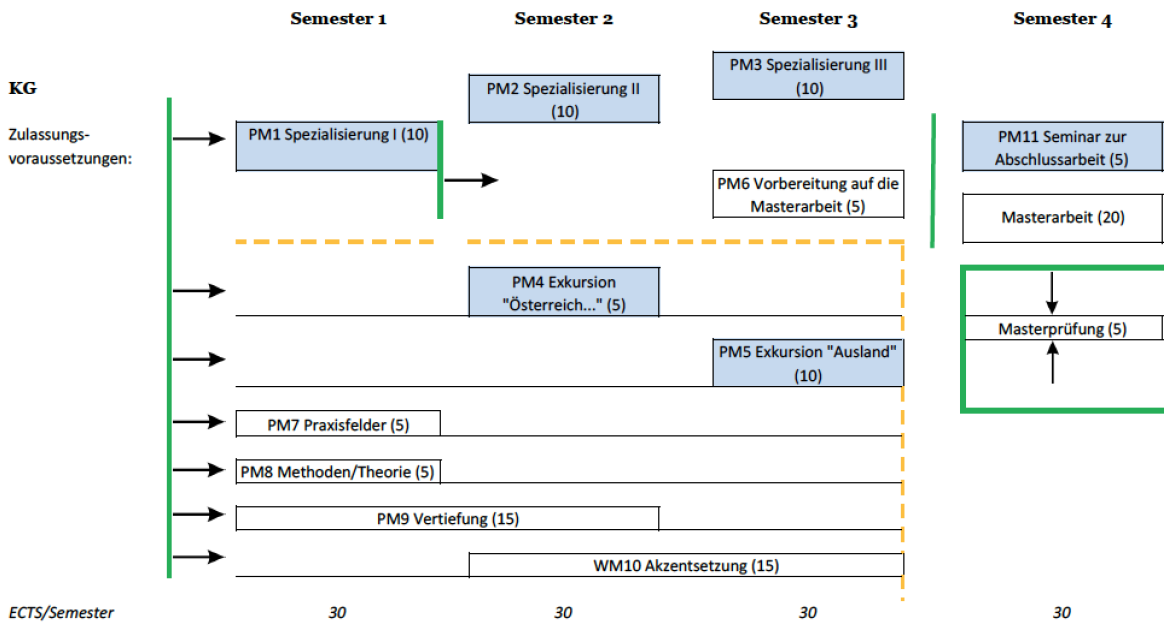 Semester 1
Semester 2
Semester 3
Semester 4
KG
Zulassungs-
voraussetzungen:
PM1 Spezialisierung I (10)
PM2 Spezialisierung II
(10)
PM3 Spezialisierung III
(10)
PM11 Seminar zur
Abschlussarbeit (5)
PM6 Vorbereitung auf die
Masterarbeit (5)
Masterarbeit (20)
PM4 Exkursion
"Österreich..." (5)
Masterprüfung (5)
PM5 Exkursion "Ausland"
(10)
PM7 Praxisfelder (5)
PM8 Methoden/Theorie (5)
PM9 Vertiefung (15)
WM10 Akzentsetzung (15)
ECTS/Semester
30
30
30
30